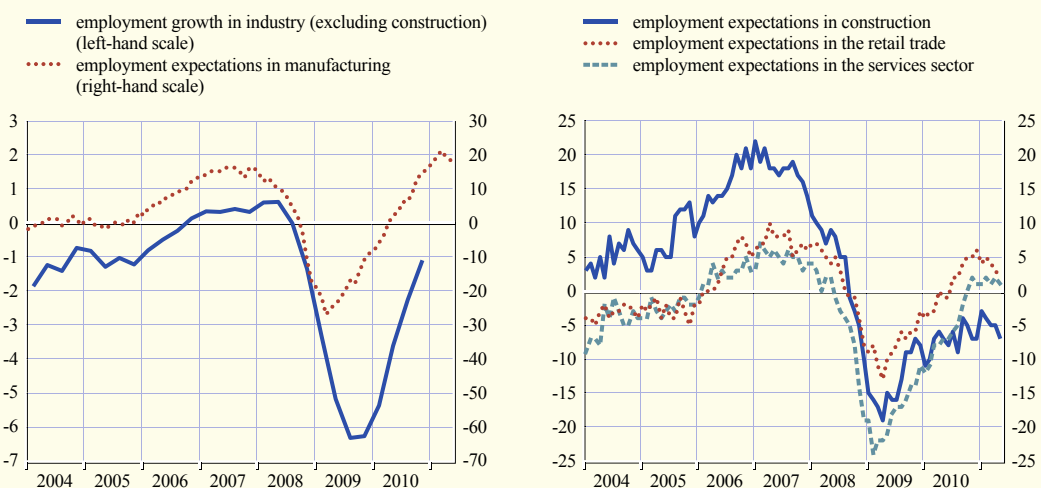 employment growth in industry (excluding construction)
(left-hand scale)
employment expectations in manufacturing
(right-hand scale)
3 30
2 20
1 10
0 0
-1 -10
-2 -20
-3 -30
-4 -40
-5 -50
-6 -60
-7 -70
2004 2005 2006 2007 2008 2009 2010
employment expectations in construction
employment expectations in the retail trade
employment expectations in the services sector
25 25
20 20
15 15
10 10
5 5
0 0
-5 -5
-10 -10
-15 -15
-20 -20
-25 -25
2004 2005 2006 2007 2008 2009 2010